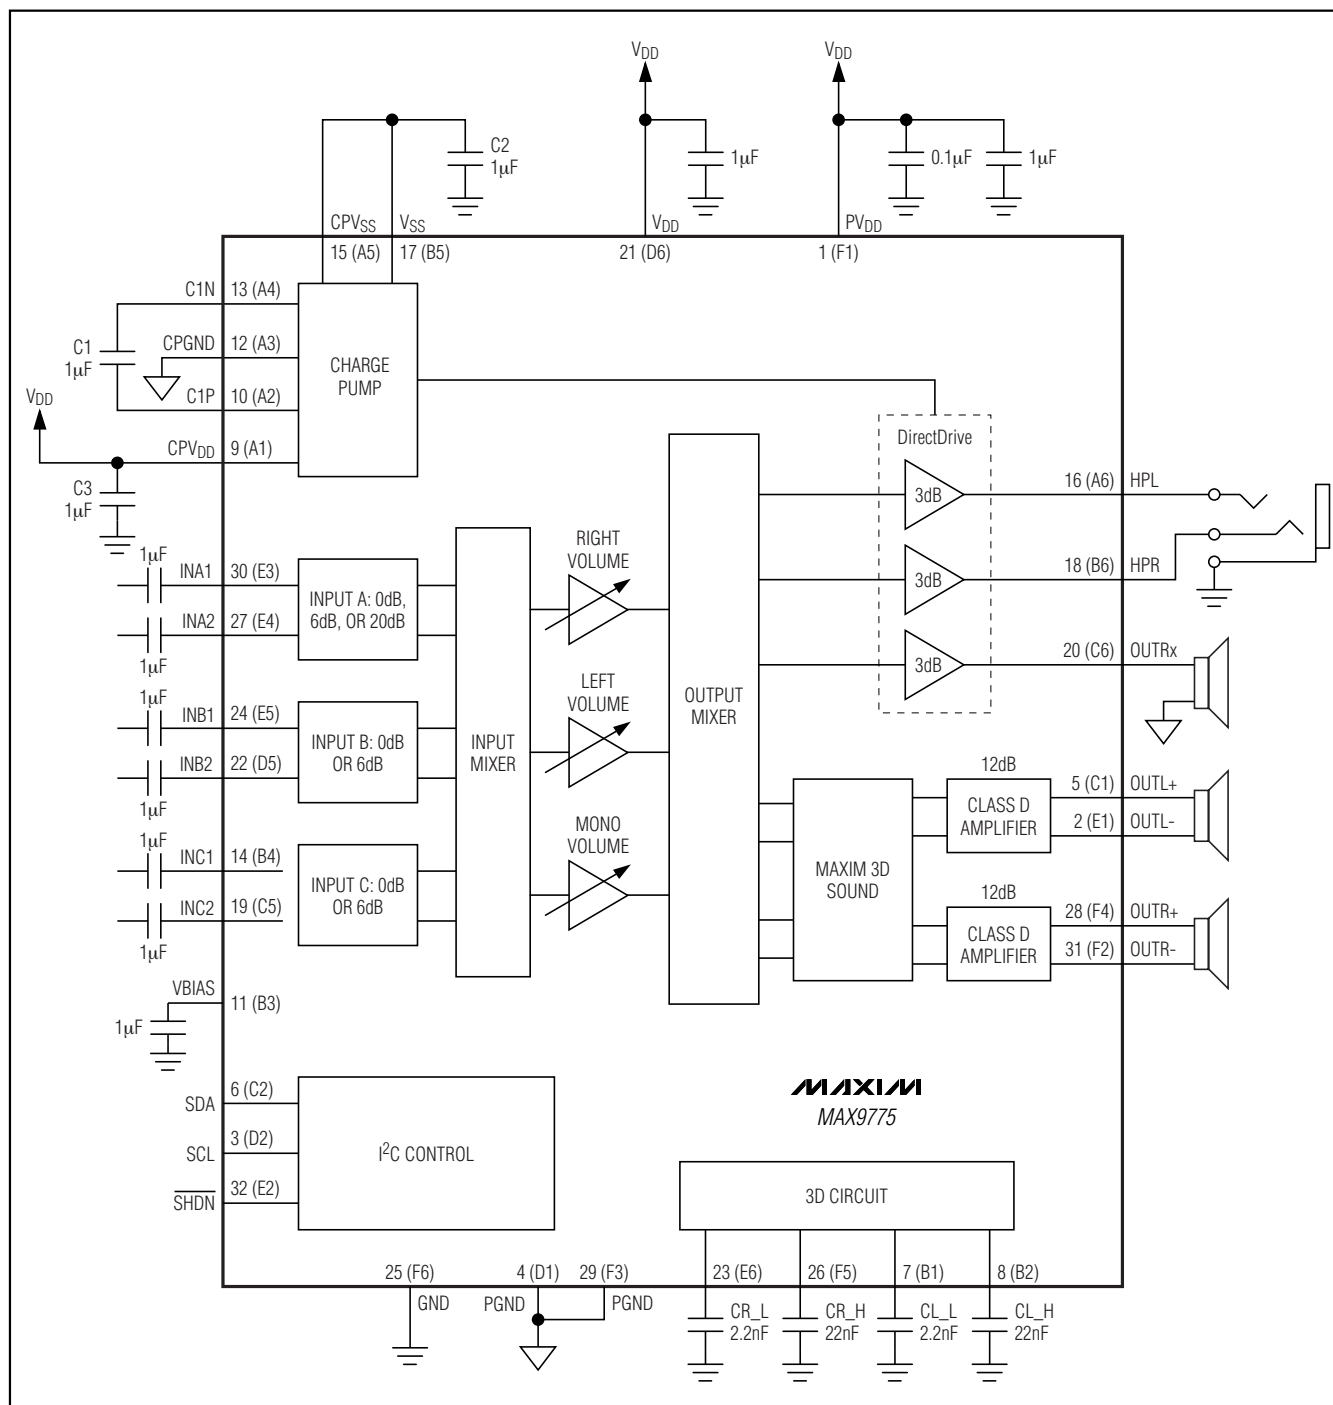 VDD
VDD
C2
1µF
1µF
0.1µF
1µF
CPVSS
VSS
VDD
PVDD
15 (A5)
17 (B5)
21 (D6)
1 (F1)
C1N
13 (A4)
CPGND
12 (A3)
C1
1µF
C1P
10 (A2)
CHARGE
PUMP
VDD
CPVDD
9 (A1)
C3
1µF
DirectDrive
3dB
16 (A6)
HPL
3dB
18 (B6)
HPR
3dB
20 (C6)
OUTRx
1µF
INA1
30 (E3)
INA2
27 (E4)
1µF
INPUT A: 0dB,
6dB, OR 20dB
RIGHT
VOLUME
1µF
INB1
24 (E5)
INB2
22 (D5)
1µF
INPUT B: 0dB
OR 6dB
INPUT
MIXER
LEFT
VOLUME
OUTPUT
MIXER
1µF
INC1
14 (B4)
INC2
19 (C5)
1µF
INPUT C: 0dB
OR 6dB
MONO
VOLUME
MAXIM 3D
SOUND
12dB
CLASS D
AMPLIFIER
5 (C1)
OUTL+
2 (E1)
OUTL-
12dB
CLASS D
AMPLIFIER
28 (F4)
OUTR+
31 (F2)
OUTR-
VBIAS
11 (B3)
1µF
SDA
6 (C2)
SCL
3 (D2)
SHDN
32 (E2)
I2C CONTROL
MAXIM
MAX9775
3D CIRCUIT
25 (F6)
GND
4 (D1)
PGND
29 (F3)
PGND
23 (E6)
26 (F5)
7 (B1)
8 (B2)
CR_L
2.2nF
CR_H
22nF
CL_L
2.2nF
CL_H
22nF